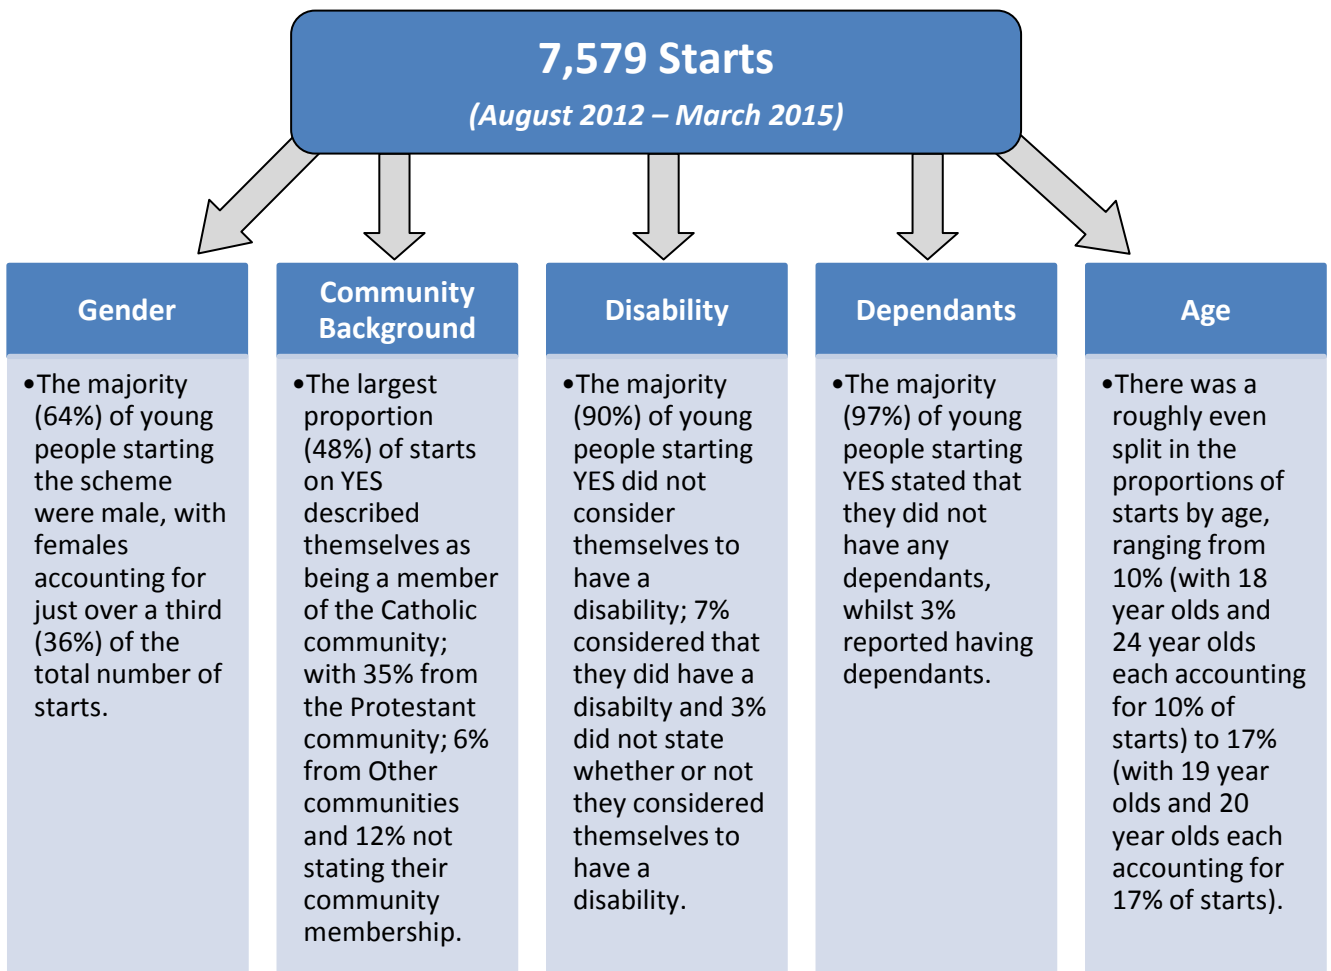 7,579 Starts
(August 2012 – March 2015)
Gender
•The majority
(64%) of young
people starting
the scheme
were male, with
females
accounting for
just over a third
(36%) of the
total number of
starts.
Community
Background
•The largest
proportion
(48%) of starts
on YES
described
themselves as
being a member
of the Catholic
community;
with 35% from
the Protestant
community; 6%
from Other
communities
and 12% not
stating their
community
membership.
Disability
•The majority
(90%) of young
people starting
YES did not
consider
themselves to
have a
disability; 7%
considered that
they did have a
disabilty and 3%
did not state
whether or not
they considered
themselves to
have a
disability.
Dependants
•The majority
(97%) of young
people starting
YES stated that
they did not
have any
dependants,
whilst 3%
reported having
dependants.
Age
•There was a
roughly even
split in the
proportions of
starts by age,
ranging from
10% (with 18
year olds and
24 year olds
each accounting
for 10% of
starts) to 17%
(with 19 year
olds and 20
year olds each
accounting for
17% of starts).